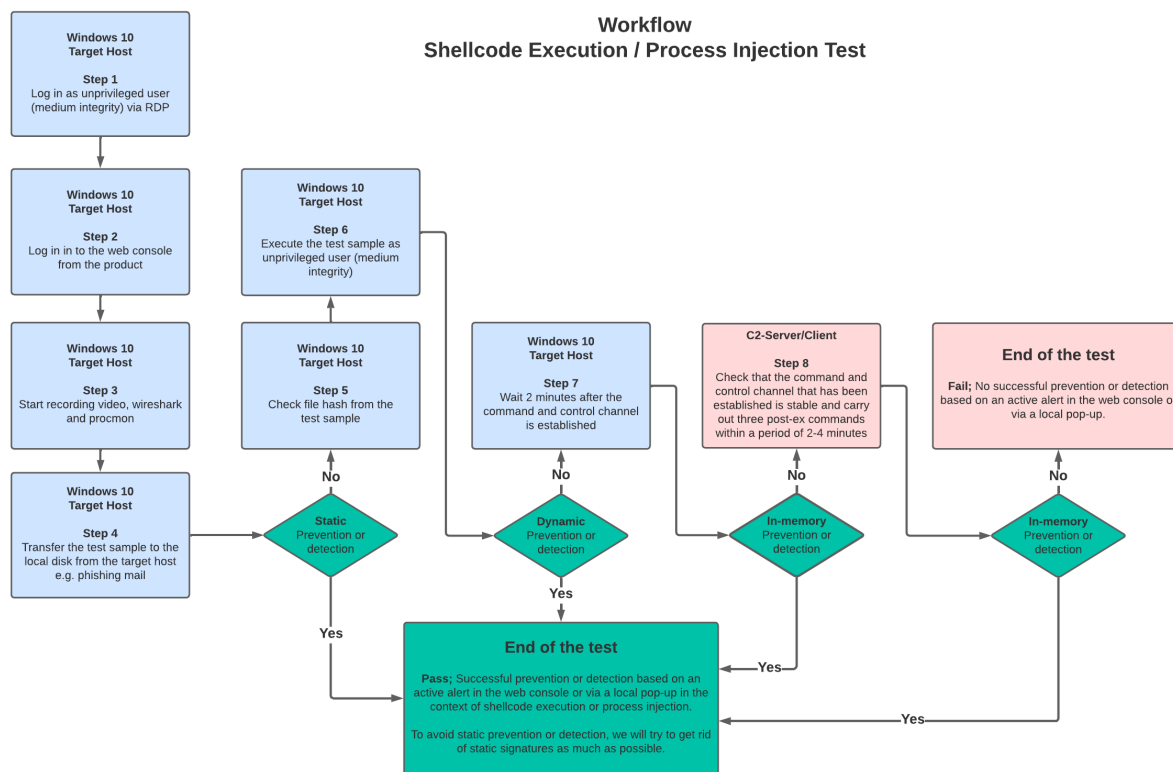 Workflow
Shellcode Execution / Process Injection Test
Windows 10
Target Host
Step 1
Log in as unprivileged user
(medium integrity) via RDP
Windows 10
Target Host
Step 2
Log in in to the web console
from the product
Windows 10
Target Host
Step 3
Start recording video, wireshark
and procmon
Windows 10
Target Host
Step 4
Transfer the test sample to the
local disk from the target host
e.g. phishing mail
Static
Prevention or
detection
No
Yes
Windows 10
Target Host
Step 5
Check file hash from the
test sample
Windows 10
Target Host
Step 6
Execute the test sample as
unprivileged user (medium
integrity)
Dynamic
Prevention or
detection
No
Yes
Windows 10
Target Host
Step 7
Wait 2 minutes after the
command and control channel
is established
In-memory
Prevention or
detection
No
Yes
C2-Server/Client
Step 8
Check that the command and
control channel that has been
established is stable and carry
out three post-ex commands
within a period of 2-4 minutes
In-memory
Prevention or
detection
No
Yes
End of the test
Fail; No successful prevention or detection
based on an active alert in the web console o
via a local pop-up.
End of the test
Pass; Successful prevention or detection based on an
active alert in the web console or via a local pop-up in the
context of shellcode execution or process injection.
To avoid static prevention or detection, we will try to get rid
of static signatures as much as possible.